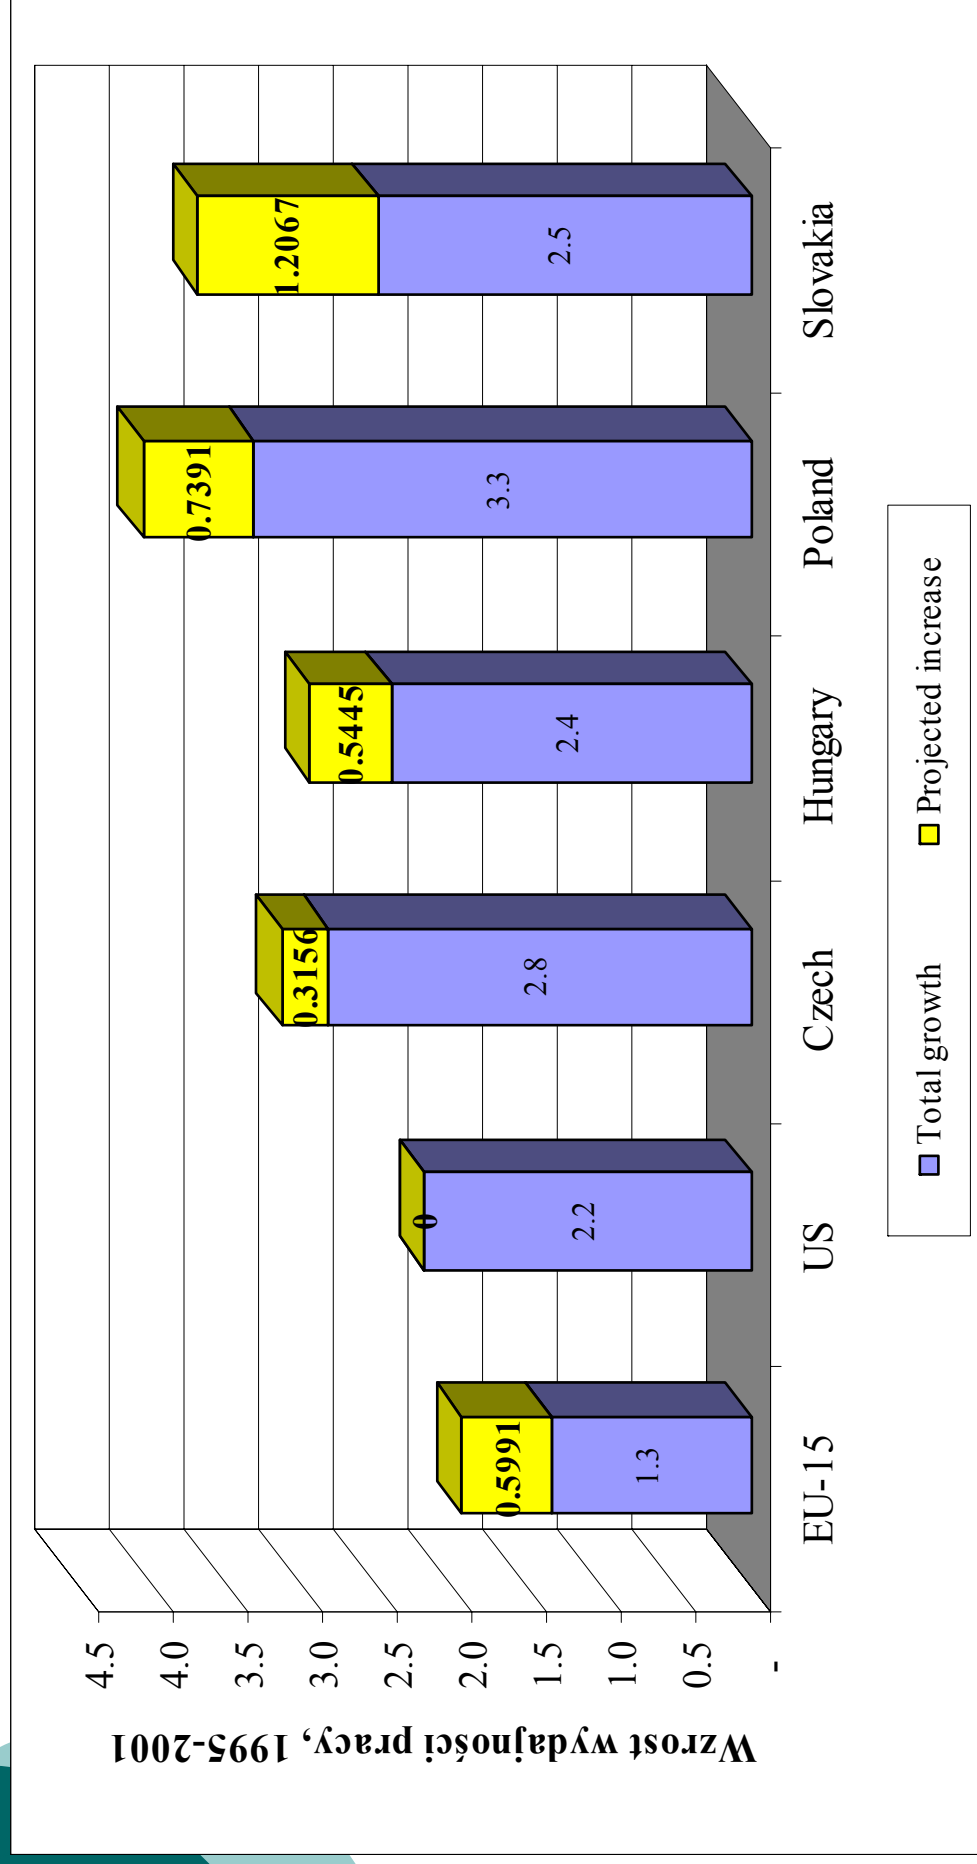 Wzrost wydajności pracy, 1995-2001
4.5
4.0
3.5
3.0
2.5
2.0
1.5
1.0
0.5
-
0.5991
1.3
0
2.2
0.3156
2.8
0.5445
2.4
0.7391
3.3
1.2067
2.5
EU-15
US
Czech
Hungary
Poland
Slovakia
Total growth
Projected increase